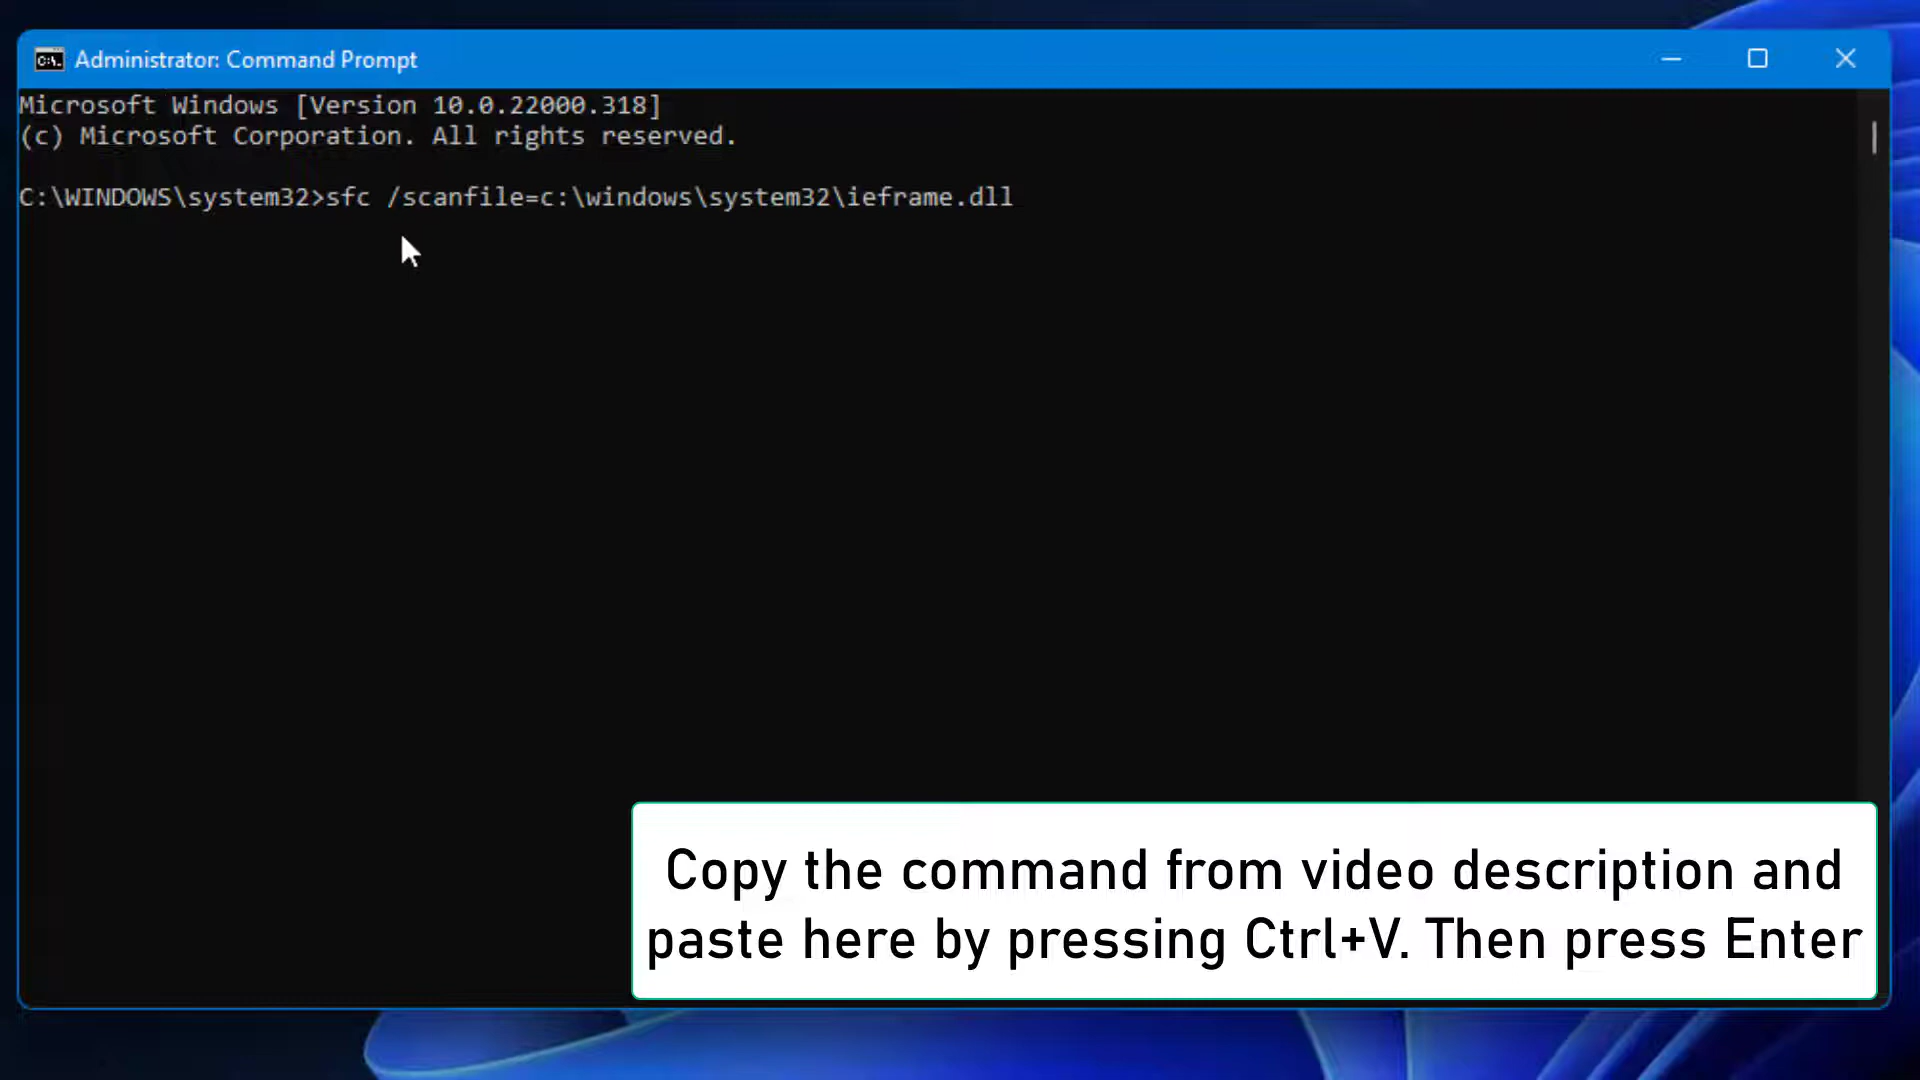 Administrator: Command Prompt
Microsoft Windows [Version 10.0.22000.318]
(c) Microsoft Corporation. All rights reserved.
C:\WINDOWS\system32>sfc /scanfile=c:\windows\system32\ieframe.dll
Copy the command from video description and
paste here by pressing Ctrl+V. Then press Enter